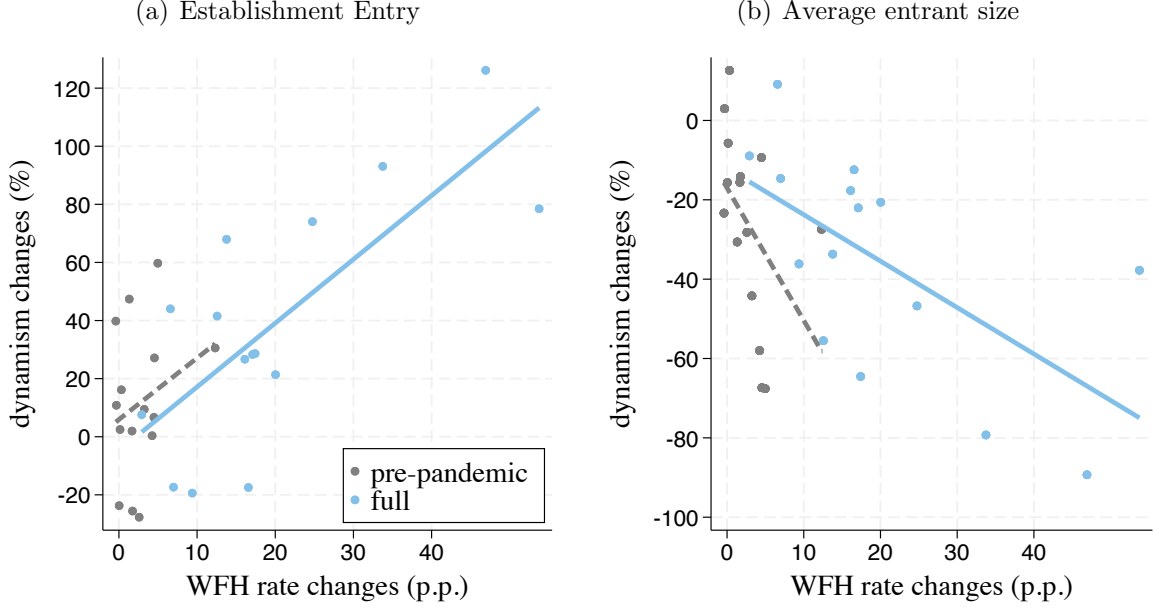 (a) Establishment Entry
dynamism changes (%)
120
100
80
60
40
20
0
-20
0 10 20 30 40
WFH rate changes (p.p.)
pre-pandemic
full
(b) Average entrant size
dynamism changes (%)
0
-20
-40
-60
-80
-100
0 10 20 30 40
WFH rate changes (p.p.)